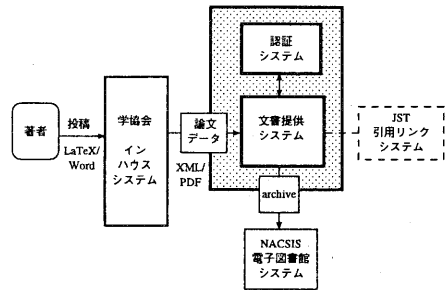 著者
投稿
LaTeX/
Word
学協会
イン
ハウス
システム
論文
データ
XML/
PDF
認証
システム
文書提供
システム
archive
NACSIS
電子図書館
システム
JST
引用リンク
システム